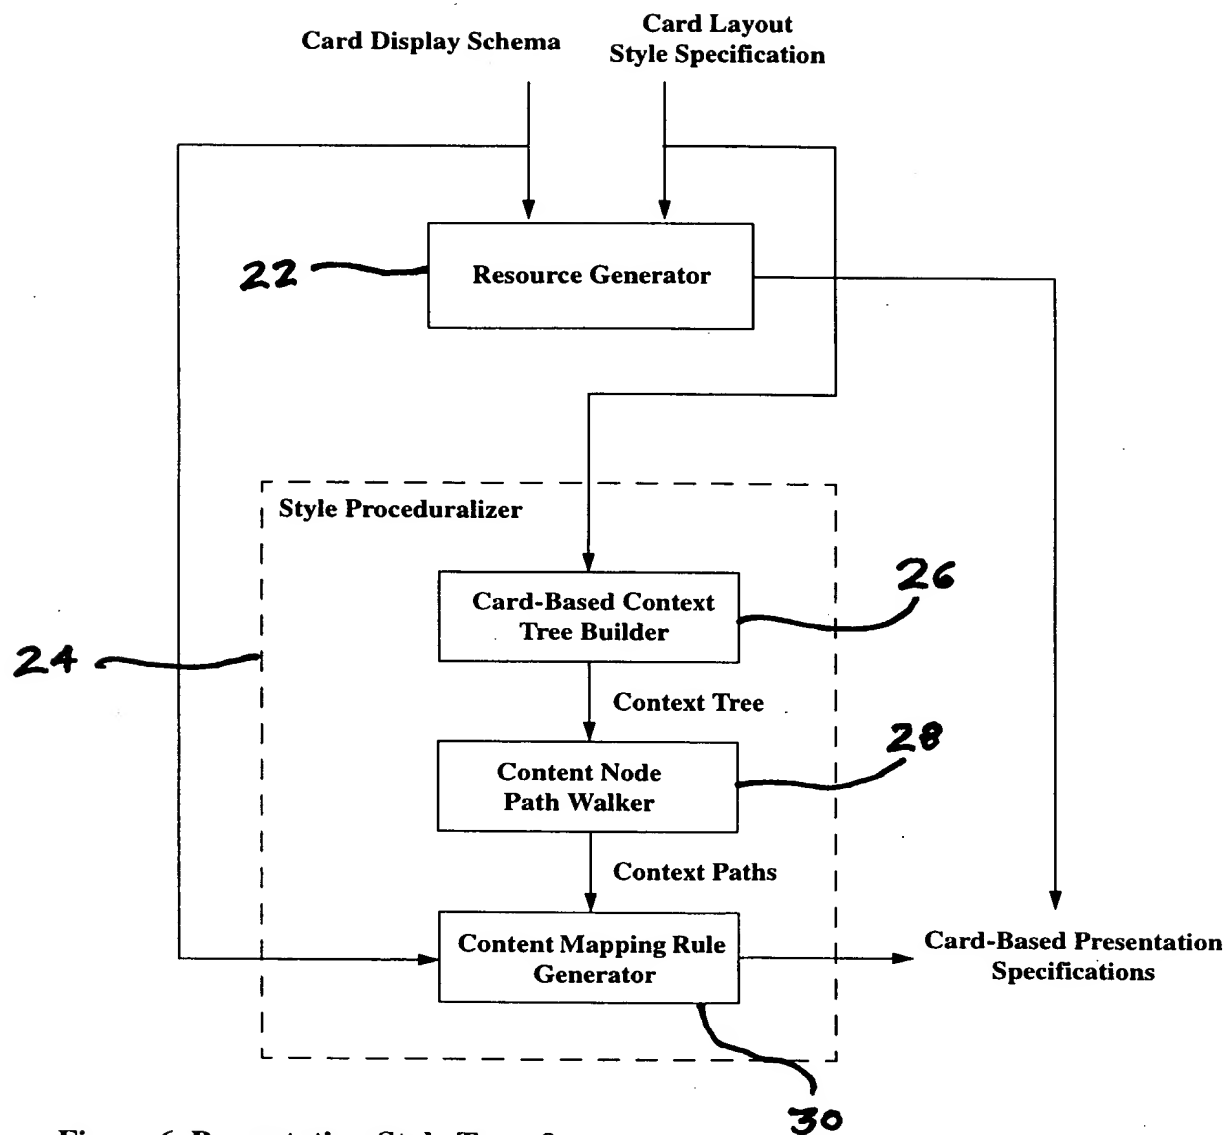 Card Display Schema
Card Layout
Style Specification
22
Resource Generator
Style Proceduralizer
26
Card-Based Context
Tree Builder
24
Context Tree
28
Content Node
Path Walker
Context Paths
Content Mapping Rule
Generator
Card-Based Presentation
Specifications
30